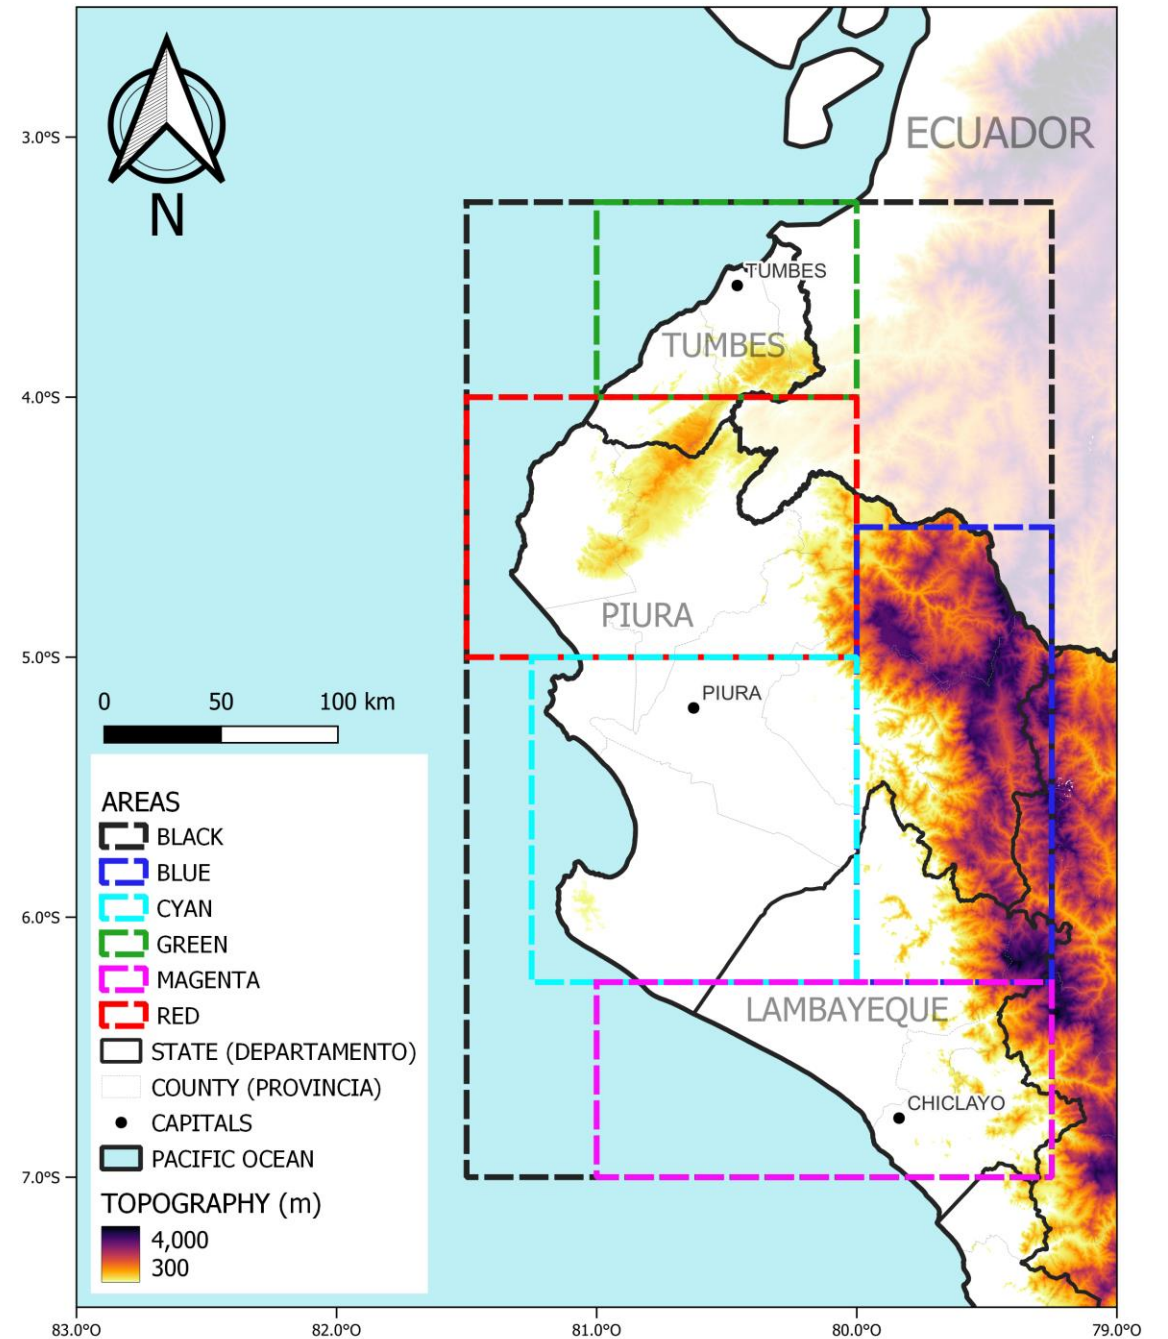 ECUADOR
3.0°S
N
TUMBES
TUMBES
4.0°S
PIURA
5.0°S
PIURA
0 50 100 km
AREAS
BLACK
BLUE
CYAN
GREEN
MAGENTA
RED
STATE (DEPARTAMENTO)
COUNTY (PROVINCIA)
CAPITALS
PACIFIC OCEAN
TOPOGRAPHY (m)
4,000
300
6.0°S
LAMBAYEQUE
CHICLAYO
7.0°S
83.0°O 82.0°O 81.0°O 80.0°O 79.0°O